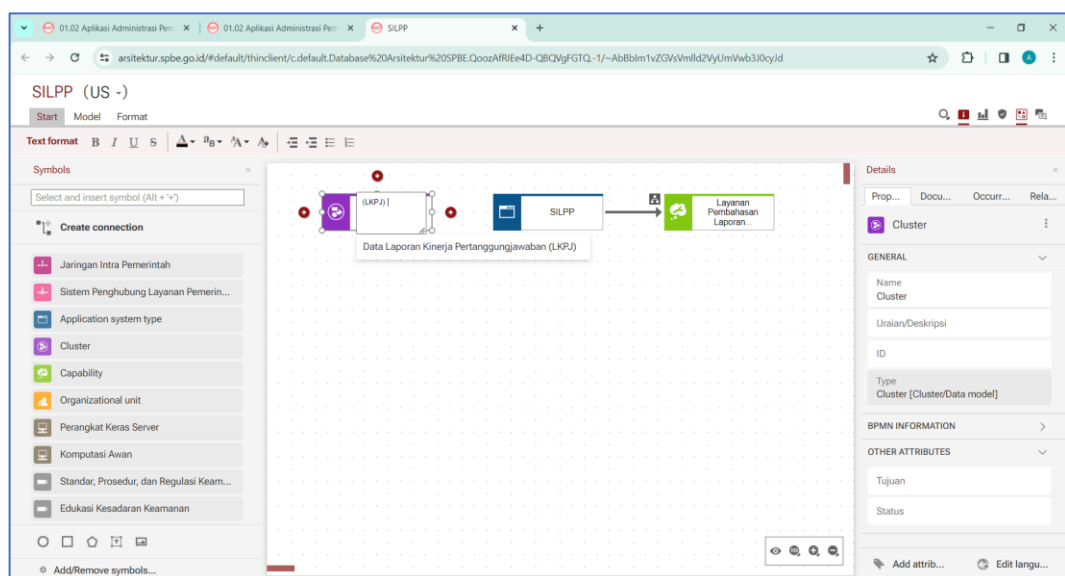 01.02 Aplikasi Administrasi Pem
01.02 Aplikasi Administrasi Pem
SILPP
arsitektur.spbe.go.id/#default/thinclient/c.default.Database%20Arsitektur%20SPBE.QoozAfRIEe4D-QBQVgFGTQ.-1/~AbBbIm1vZGVsVmlld2VyUmVwb3J0cyJd
A
SILPP (US -)
Start Model Format
Text format B I U S
Symbols
Select and insert symbol (Alt + '+')
Create connection
Jaringan Intra Pemerintah
Sistem Penghubung Layanan Pemerin...
Application system type
Cluster
Capability
Organizational unit
Perangkat Keras Server
Komputasi Awan
Standar, Prosedur, dan Regulasi Keam...
Edukasi Kesadaran Keamanan
Add/Remove symbols...
(LKPJ)
Data Laporan Kinerja Pertanggungjawaban (LKPJ)
SILPP
Layanan
Pembahasan
Laporan...
Details
Prop... Docu... Occurr... Rela...
Cluster
GENERAL
Name
Cluster
Uraian/Deskripsi
ID
Type
Cluster [Cluster/Data model]
BPMN INFORMATION
OTHER ATTRIBUTES
Tujuan
Status
Add attrib... Edit langu...